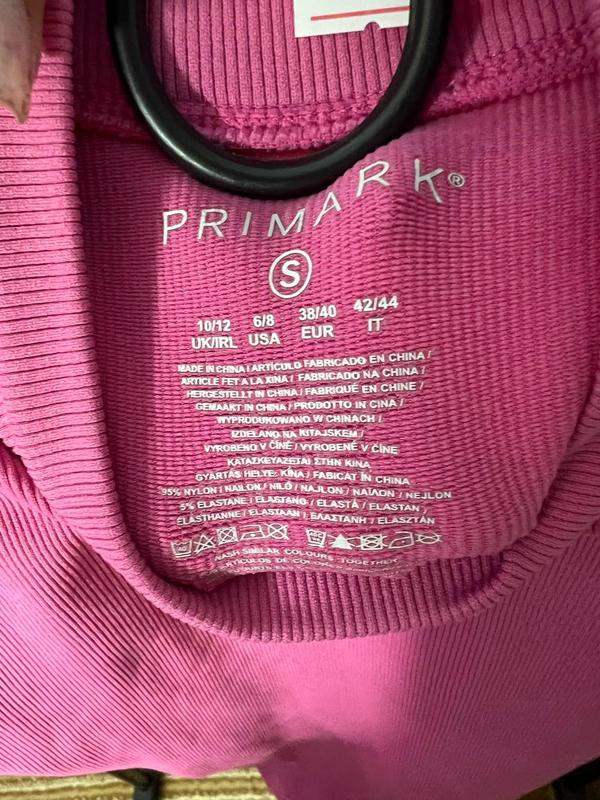 PRIMARK®
S
10/12 6/8 38/40 42/44
UK/IRL USA EUR IT
MADE IN CHINA / ARTÍCULO FABRICADO EN CHINA /
ARTICLE FET A LA XINA / FABRICADO NA CHINA /
HERGESTELLT IN CHINA / FABRIQUÉ EN CHINE /
GEMAAKT IN CHINA / PRODOTTO IN CINA /
WYPRODUKOWANO W CHINACH /
IZDELANO NA KITAJSKEM /
VYROBENO V ČÍNĚ / VYROBENÉ V ČÍNE
ΚΑΤΑΣΚΕΥΑΖΕΤΑΙ ΣΤΗΝ ΚΙΝΑ
GYÁRTÁS HELYE: KÍNA / FABICAT ÎN CHINA
95% NYLON / NAILON / NILÓ / NAJLON / ΝΑΪΛΟΝ / NEJLON
5% ELASTANE / ELASTANO / ELASTÀ / ELASTAN /
ELASTHANNE / ELASTAAN / ΕΛΑΣΤΑΝΗ / ELASZTÁN
WASH SIMILAR COLOURS TOGETHER